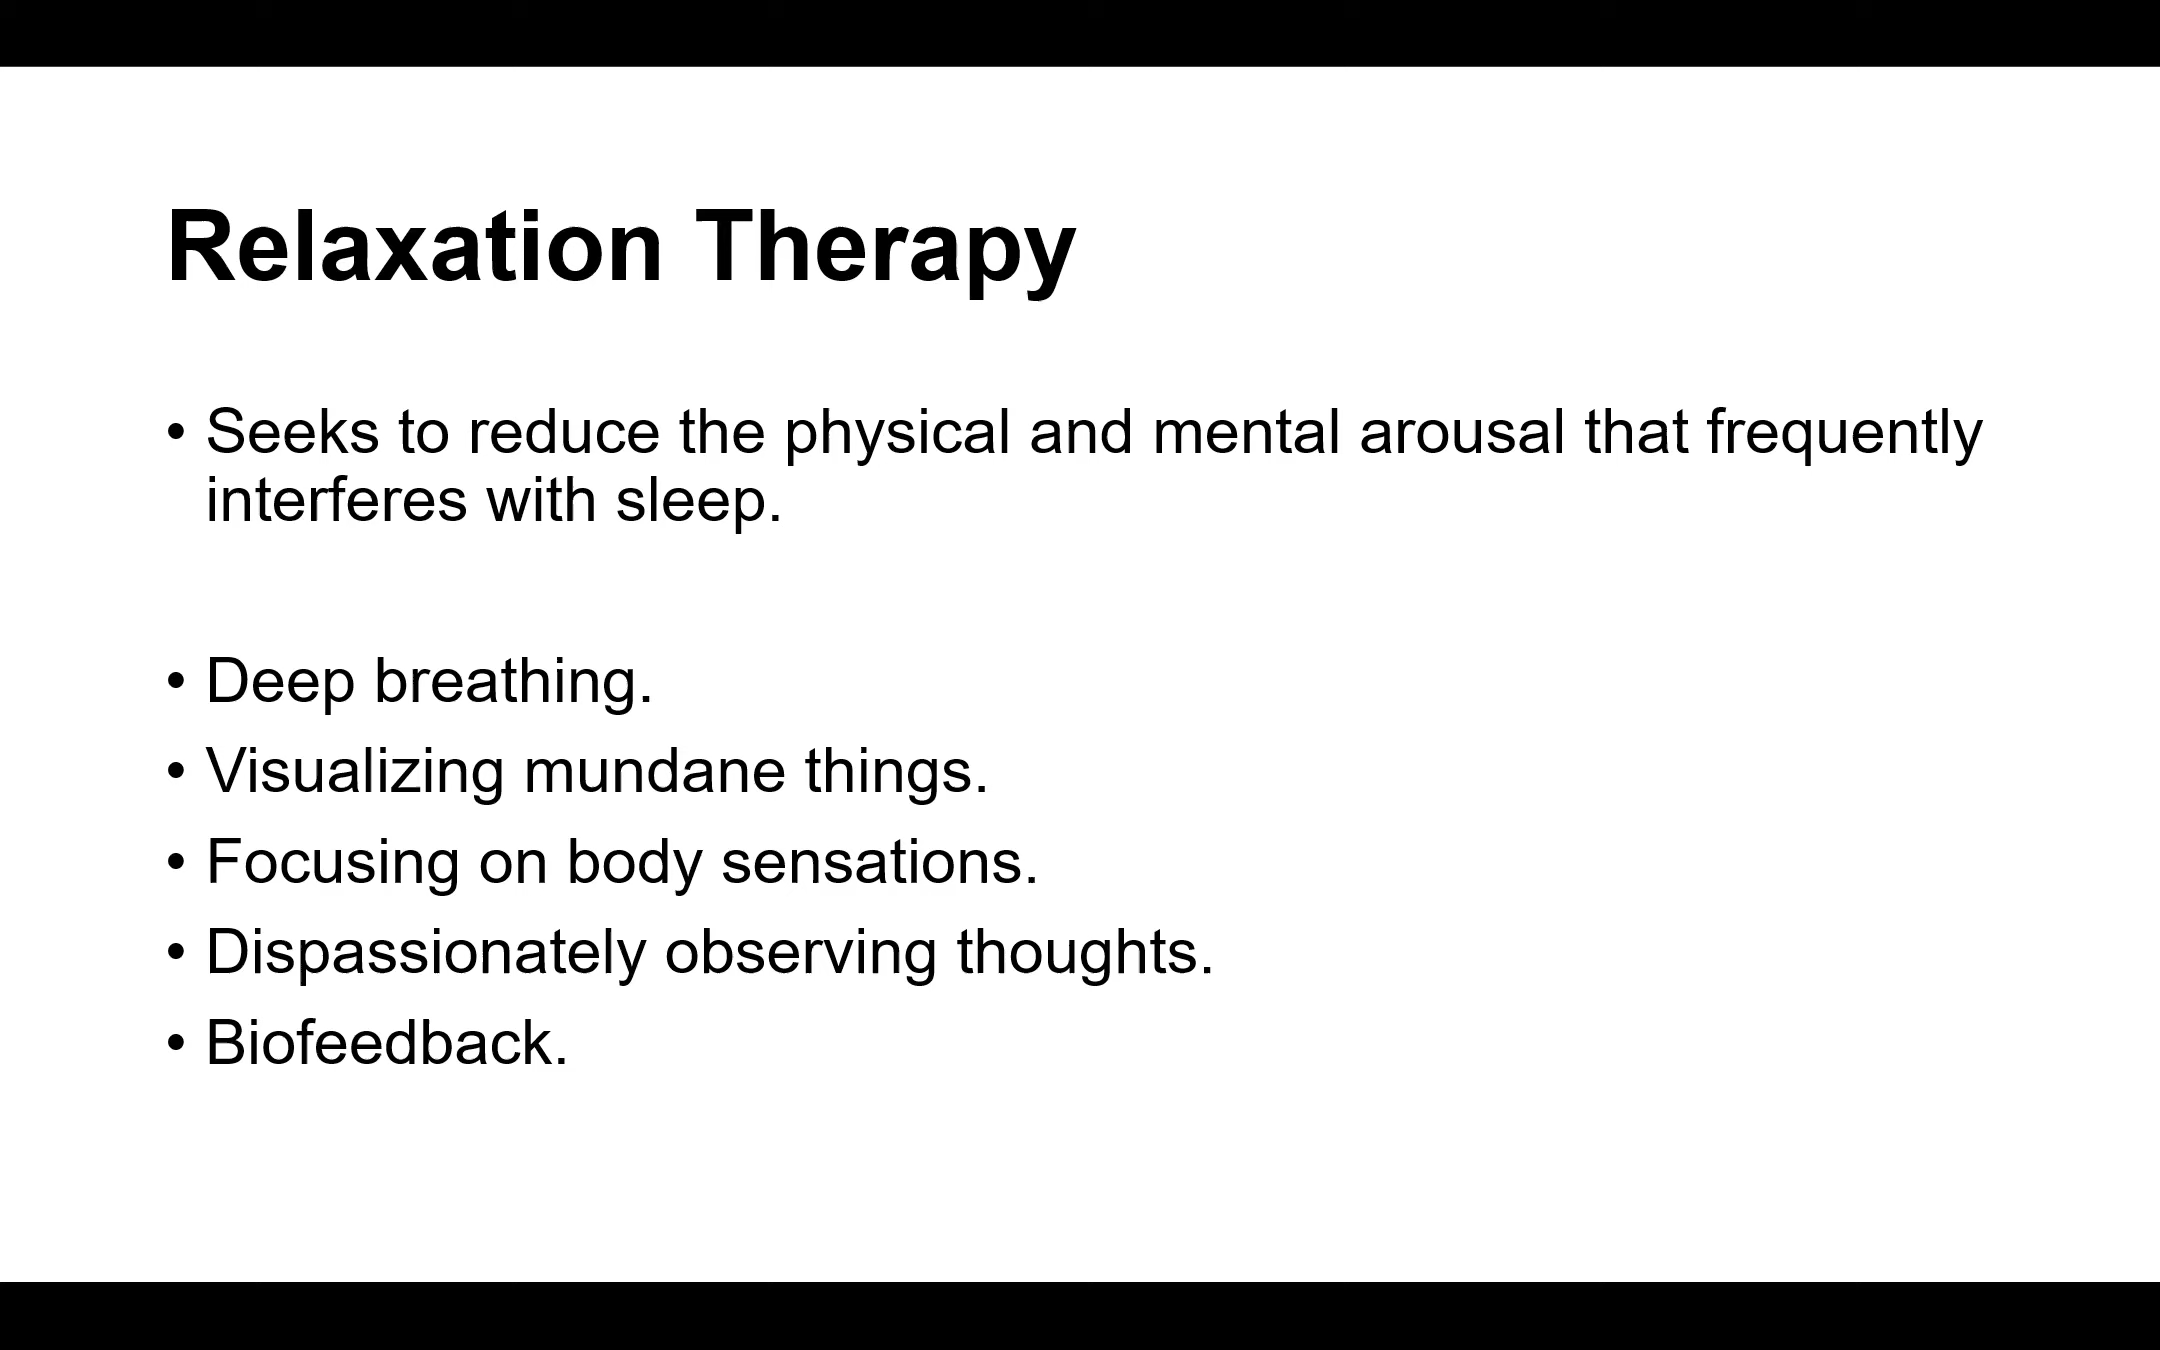 Relaxation Therapy
• Seeks to reduce the physical and mental arousal that frequently
interferes with sleep.
• Deep breathing.
• Visualizing mundane things.
• Focusing on body sensations.
• Dispassionately observing thoughts.
• Biofeedback.